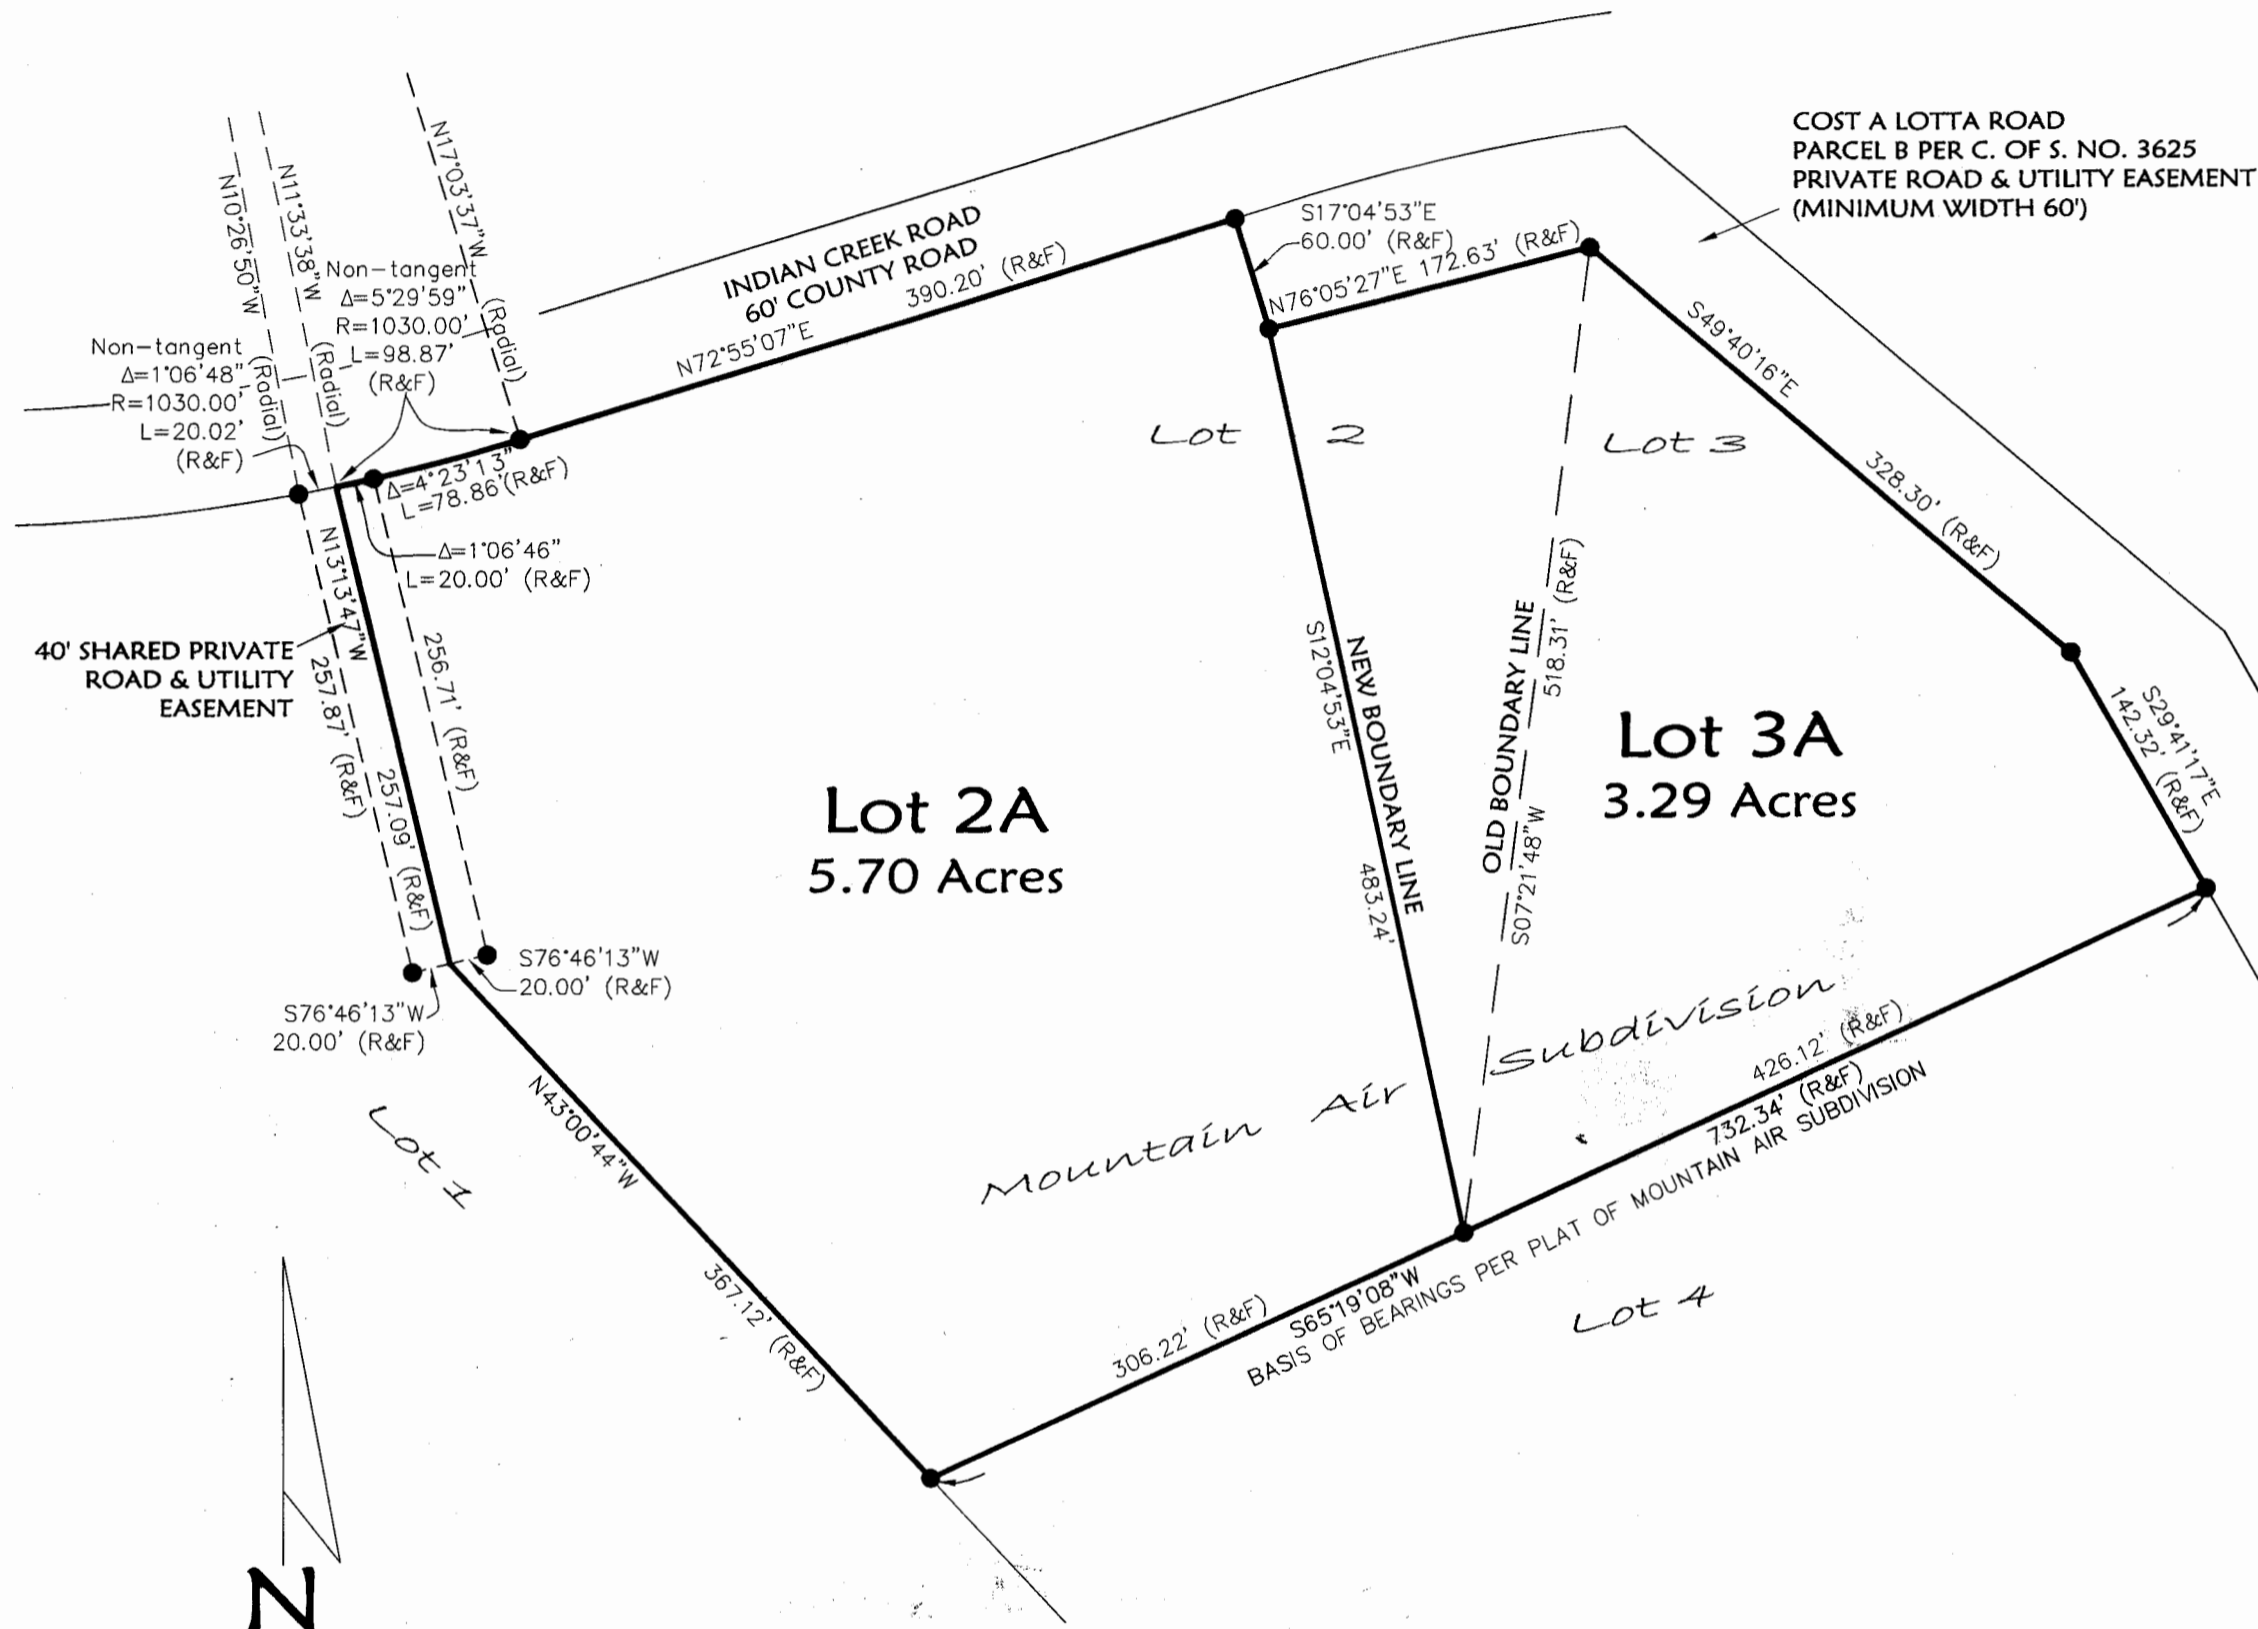 COST A LOTTA ROAD
PARCEL B PER C. OF S. NO. 3625
PRIVATE ROAD & UTILITY EASEMENT
(MINIMUM WIDTH 60')
N10°26'50"W
(Radial)
N11°33'38"W
(Radial)
N17°03'37"W
(Radial)
Non-tangent
Δ=5°29'59"
R=1030.00'
L=98.87'
(R&F)
Non-tangent
Δ=1°06'48"
R=1030.00'
L=20.02'
(R&F)
INDIAN CREEK ROAD
60' COUNTY ROAD
N72°55'07"E
390.20' (R&F)
S17°04'53"E
60.00' (R&F)
N76°05'27"E 172.63' (R&F)
S49°40'16"E
328.30' (R&F)
Lot 2
Lot 3
Δ=4°23'13"
L=78.86'(R&F)
Δ=1°06'46"
L=20.00' (R&F)
N13°13'47"W
257.09' (R&F)
257.87' (R&F)
256.71' (R&F)
40' SHARED PRIVATE
ROAD & UTILITY
EASEMENT
S12°04'53"E
483.24'
NEW BOUNDARY LINE
OLD BOUNDARY LINE
S07°21'48"W
518.31' (R&F)
S29°41'17"E
142.32' (R&F)
Lot 3A
3.29 Acres
Lot 2A
5.70 Acres
S76°46'13"W
20.00' (R&F)
S76°46'13"W
20.00' (R&F)
Mountain Air Subdivision
Lot 1
N43°00'44"W
367.12' (R&F)
426.12' (R&F)
732.34' (R&F)
306.22' (R&F)
S65°19'08"W
BASIS OF BEARINGS PER PLAT OF MOUNTAIN AIR SUBDIVISION
Lot 4
N